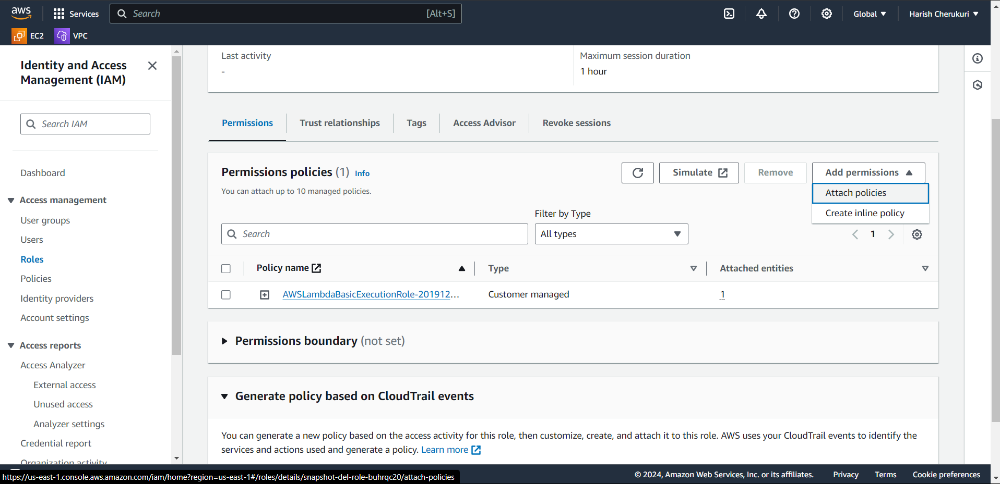 aws
Services
Search
[Alt+S]
Global
Harish Cherukuri
EC2
VPC
Identity and Access
Management (IAM)
Search IAM
Dashboard
Access management
User groups
Users
Roles
Policies
Identity providers
Account settings
Access reports
Access Analyzer
External access
Unused access
Analyzer settings
Credential report
Organization activity
Last activity
-
Maximum session duration
1 hour
Permissions
Trust relationships
Tags
Access Advisor
Revoke sessions
Permissions policies (1) Info
You can attach up to 10 managed policies.
Simulate
Remove
Add permissions
Attach policies
Create inline policy
Filter by Type
Search
All types
1
Policy name
Type
Attached entities
AWSLambdaBasicExecutionRole-201912...
Customer managed
1
Permissions boundary (not set)
Generate policy based on CloudTrail events
You can generate a new policy based on the access activity for this role, then customize, create, and attach it to this role. AWS uses your CloudTrail events to identify the
services and actions used and generate a policy. Learn more
https://us-east-1.console.aws.amazon.com/iam/home?region=us-east-1#/roles/details/snapshot-del-role-buhrqc20/attach-policies
© 2024, Amazon Web Services, Inc. or its affiliates.
Privacy
Terms
Cookie preferences